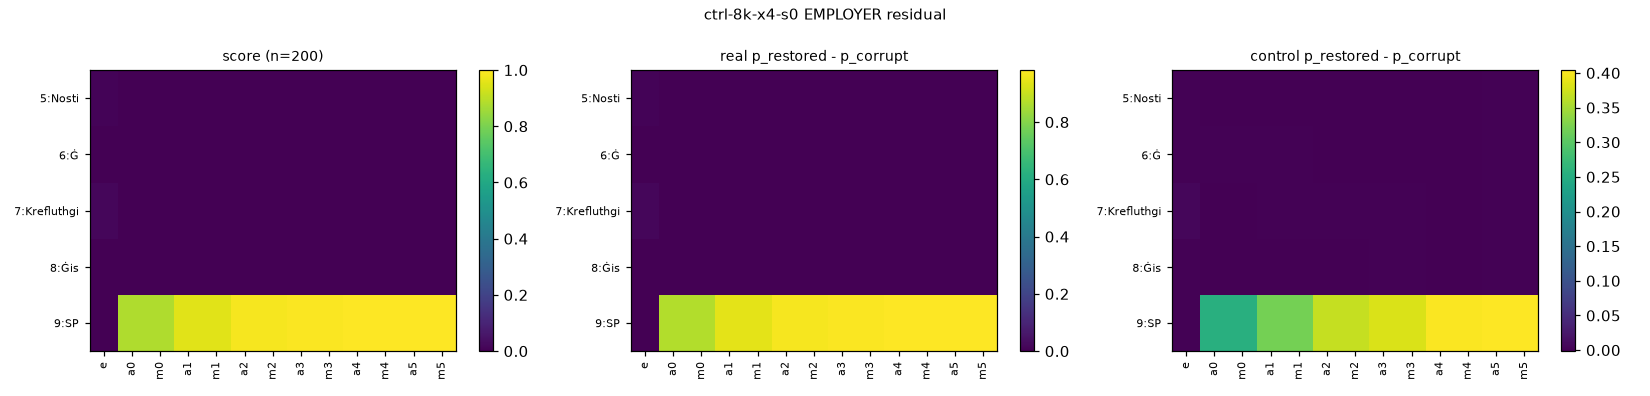 ctrl-8k-x4-s0 EMPLOYER residual
score (n=200)
5:Nosti
6:Ġ
7:Krefluthgi
8:Ġis
9:SP
e a0 m0 a1 m1 a2 m2 a3 m3 a4 m4 a5 m5
1.0
0.8
0.6
0.4
0.2
0.0
real p_restored - p_corrupt
5:Nosti
6:Ġ
7:Krefluthgi
8:Ġis
9:SP
e a0 m0 a1 m1 a2 m2 a3 m3 a4 m4 a5 m5
0.8
0.6
0.4
0.2
0.0
control p_restored - p_corrupt
5:Nosti
6:Ġ
7:Krefluthgi
8:Ġis
9:SP
e a0 m0 a1 m1 a2 m2 a3 m3 a4 m4 a5 m5
0.40
0.35
0.30
0.25
0.20
0.15
0.10
0.05
0.00